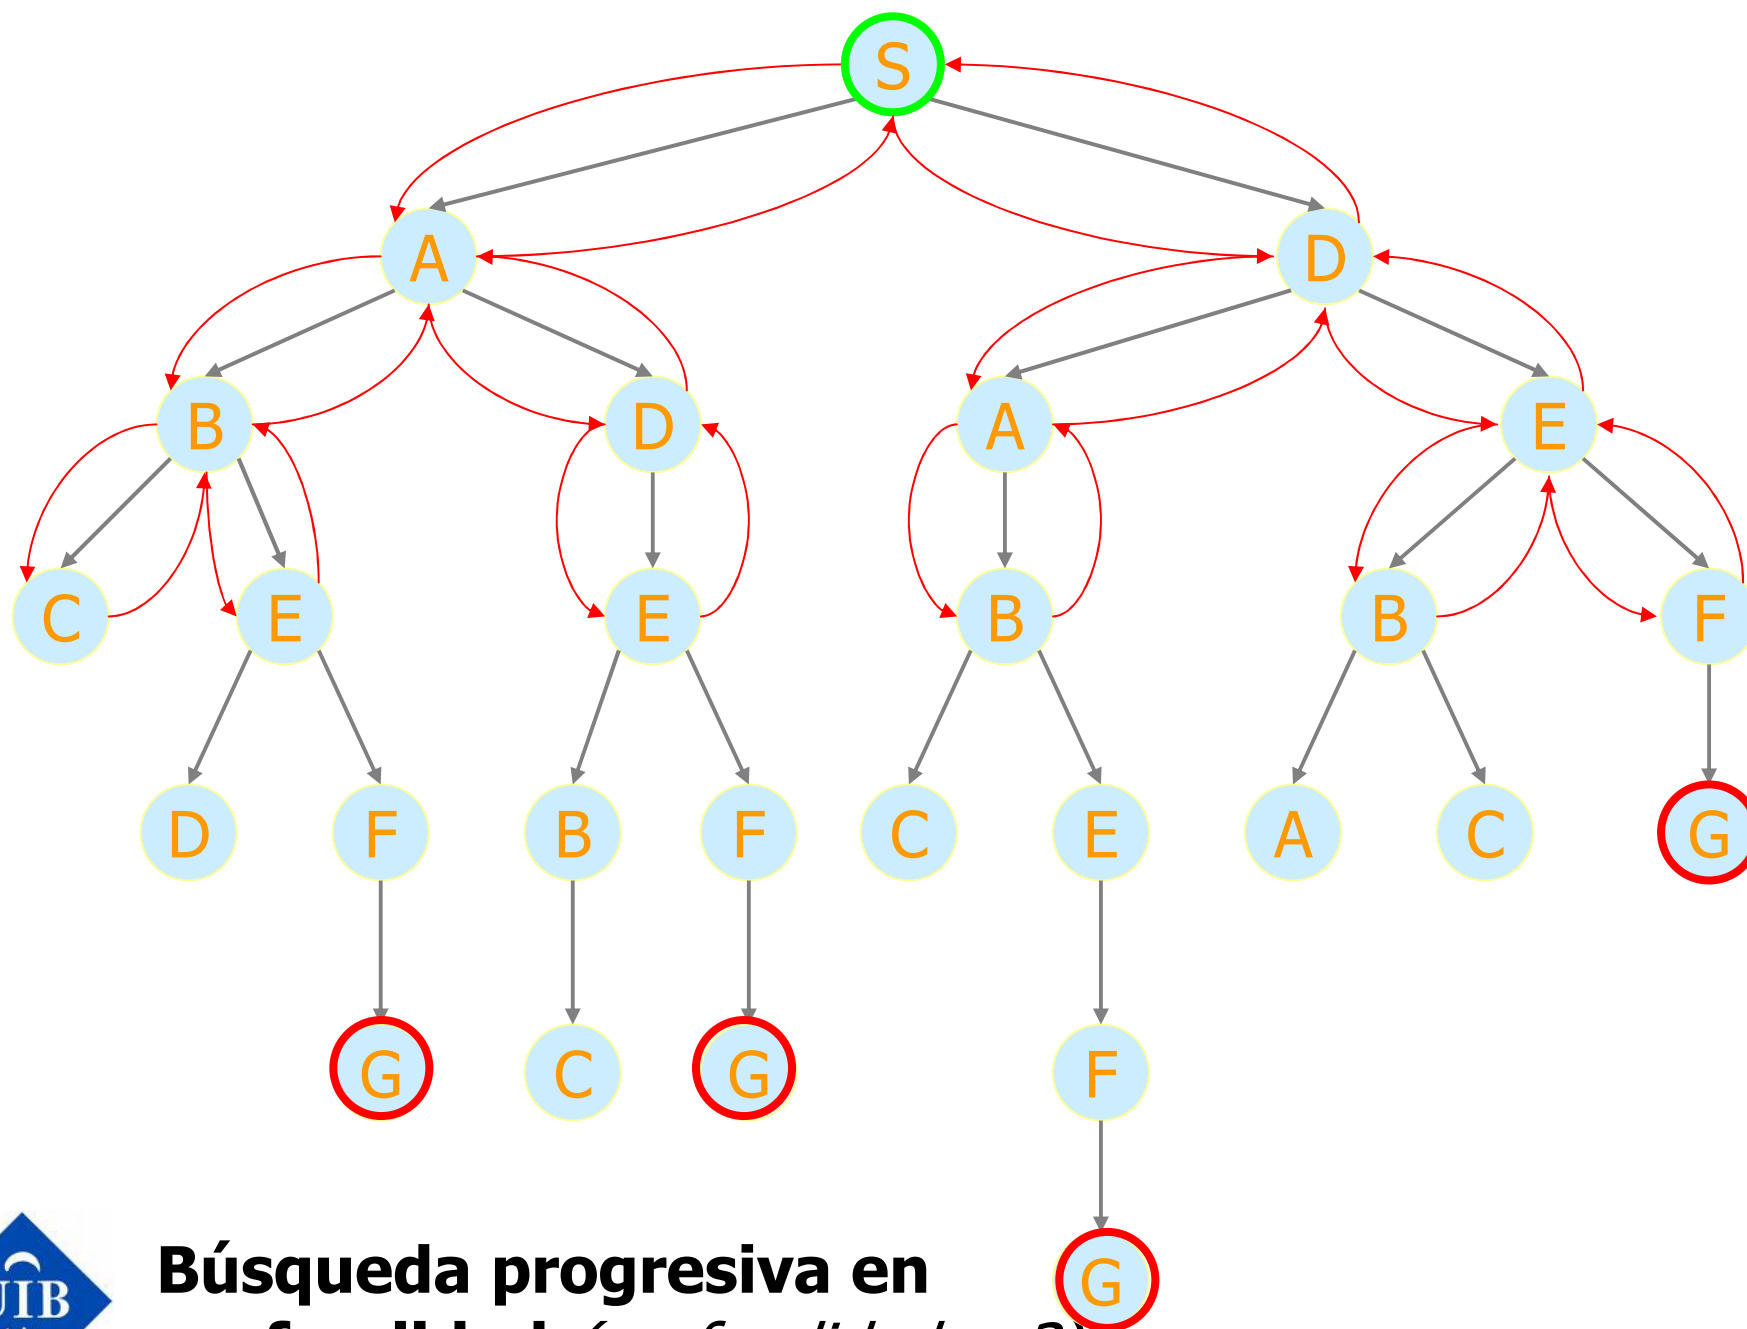 S
A D
B D A E
C E E B B F
D F B F C E A C G
G C G F
UIB
Búsqueda progresiva en
G